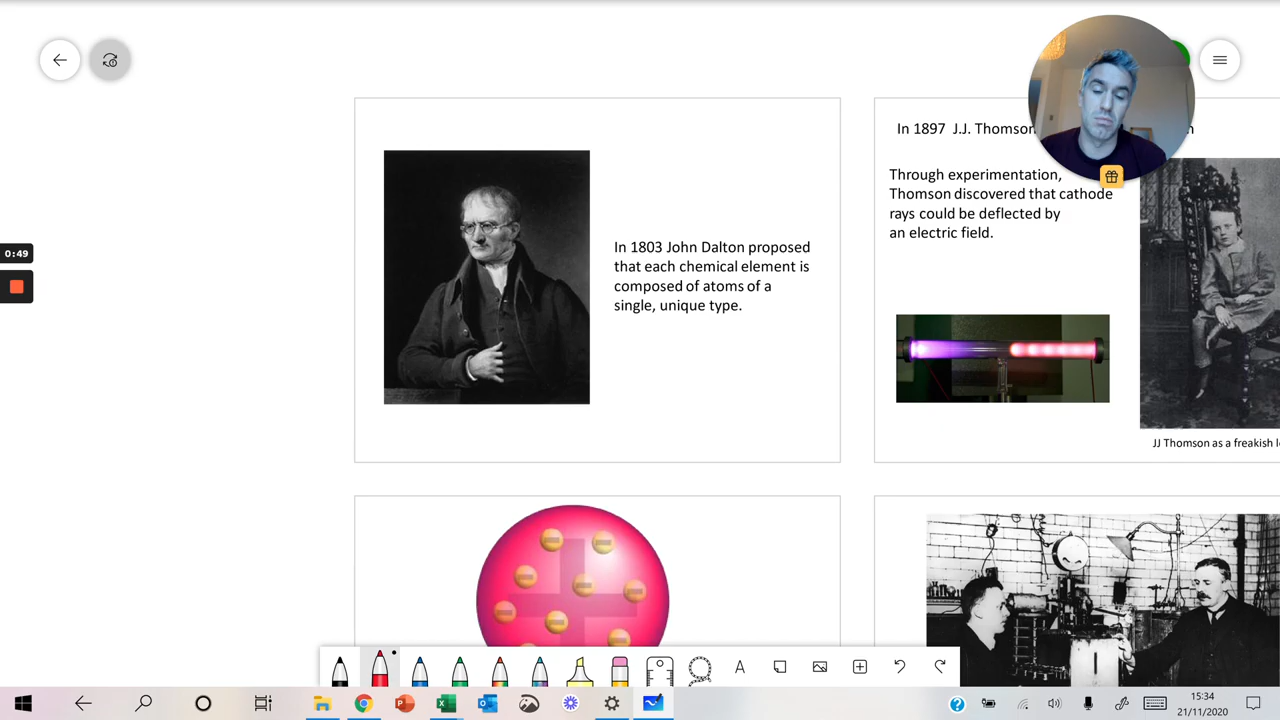 In 1897 J.J. Thomson
Through experimentation,
Thomson discovered that cathode
rays could be deflected by
an electric field.
0:49
In 1803 John Dalton proposed
that each chemical element is
composed of atoms of a
single, unique type.
JJ Thomson as a freakish
15:34
21/11/2020